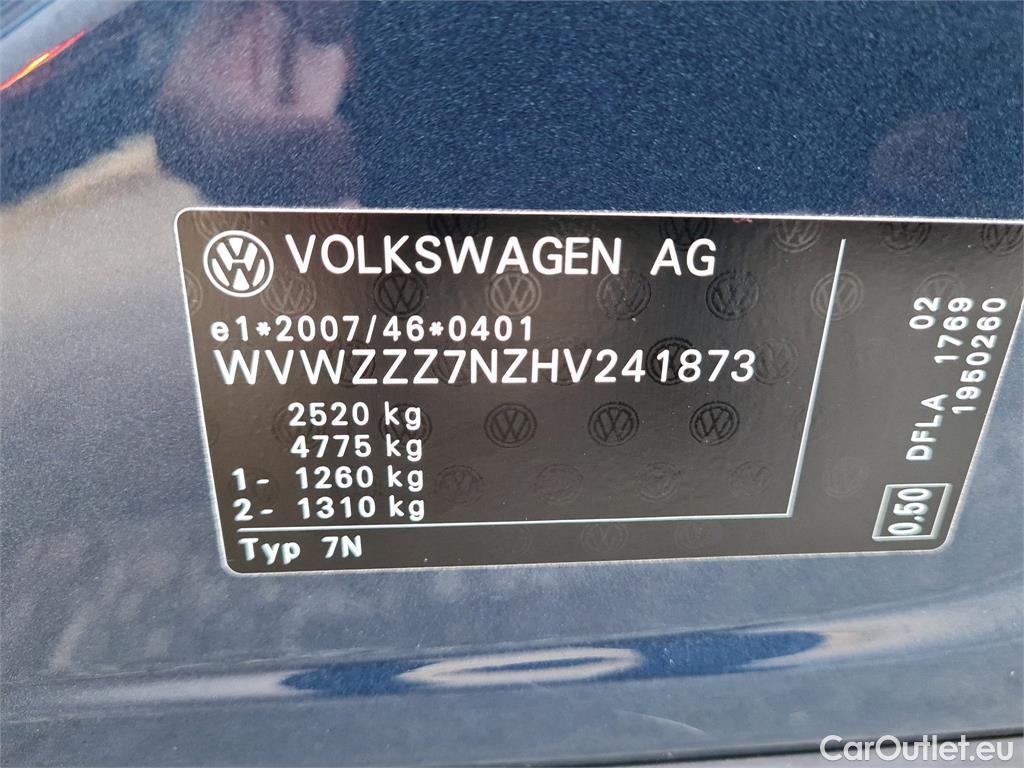 VOLKSWAGEN AG
e1*2007/46*0401
WVWZZZ7NZHV241873
2520 kg
4775 kg
1- 1260 kg
2- 1310 kg
Typ 7N
02
DFLA 1769
1950260
0,50
CarOutlet.eu